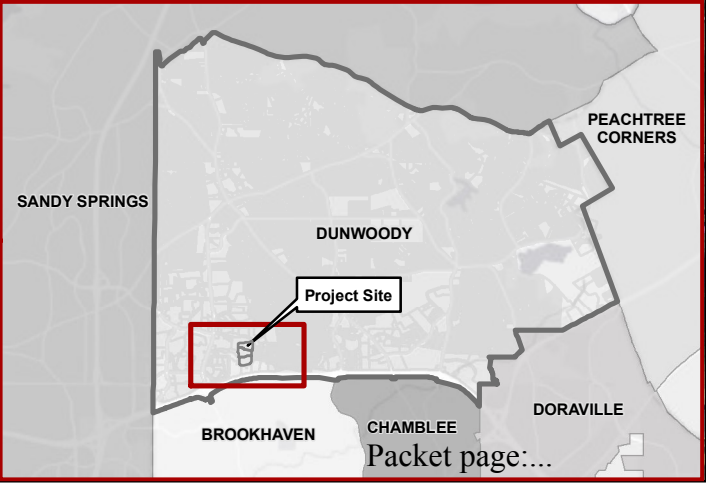 PEACHTREE
CORNERS
SANDY SPRINGS
DUNWOODY
Project Site
DORAVILLE
BROOKHAVEN
CHAMBLEE
Packet page:...